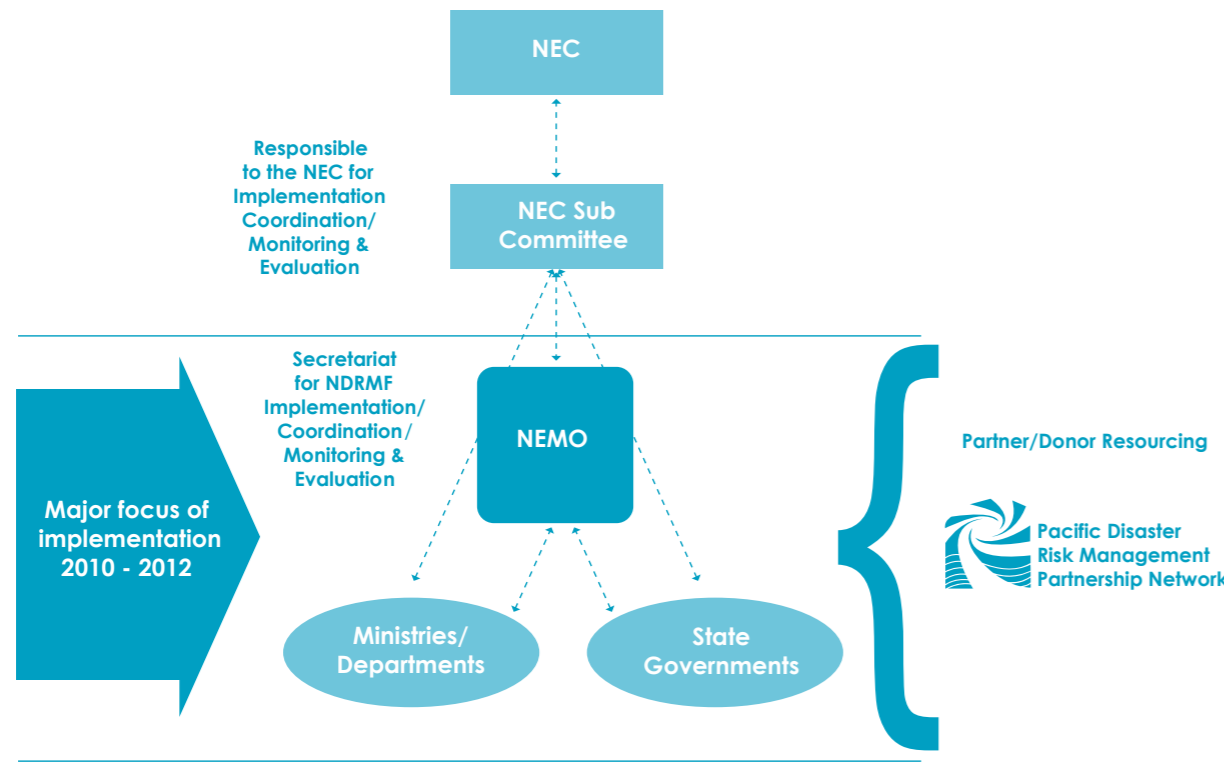 NEC
Responsible
to the NEC for
Implementation
Coordination/
Monitoring &
Evaluation
NEC Sub
Committee
Secretariat
for NDRMF
Implementation/
Coordination/
Monitoring &
Evaluation
NEMO
Major focus of
implementation
2010 - 2012
Partner/Donor Resourcing
Pacific Disaster
Risk Management
Partnership Network
Ministries/
Departments
State
Governments